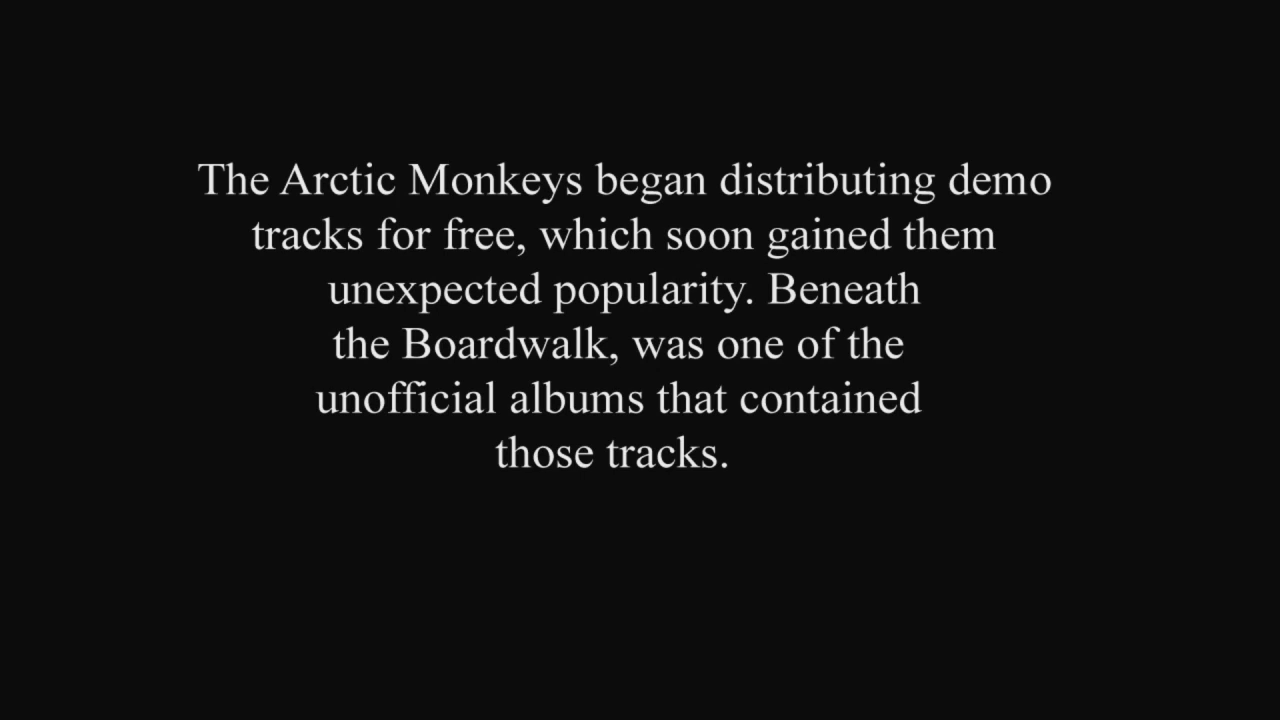 The Arctic Monkeys began distributing demo
tracks for free, which soon gained them
unexpected popularity. Beneath
the Boardwalk, was one of the
unofficial albums that contained
those tracks.